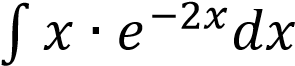 ∫ x · e^{-2x} dx